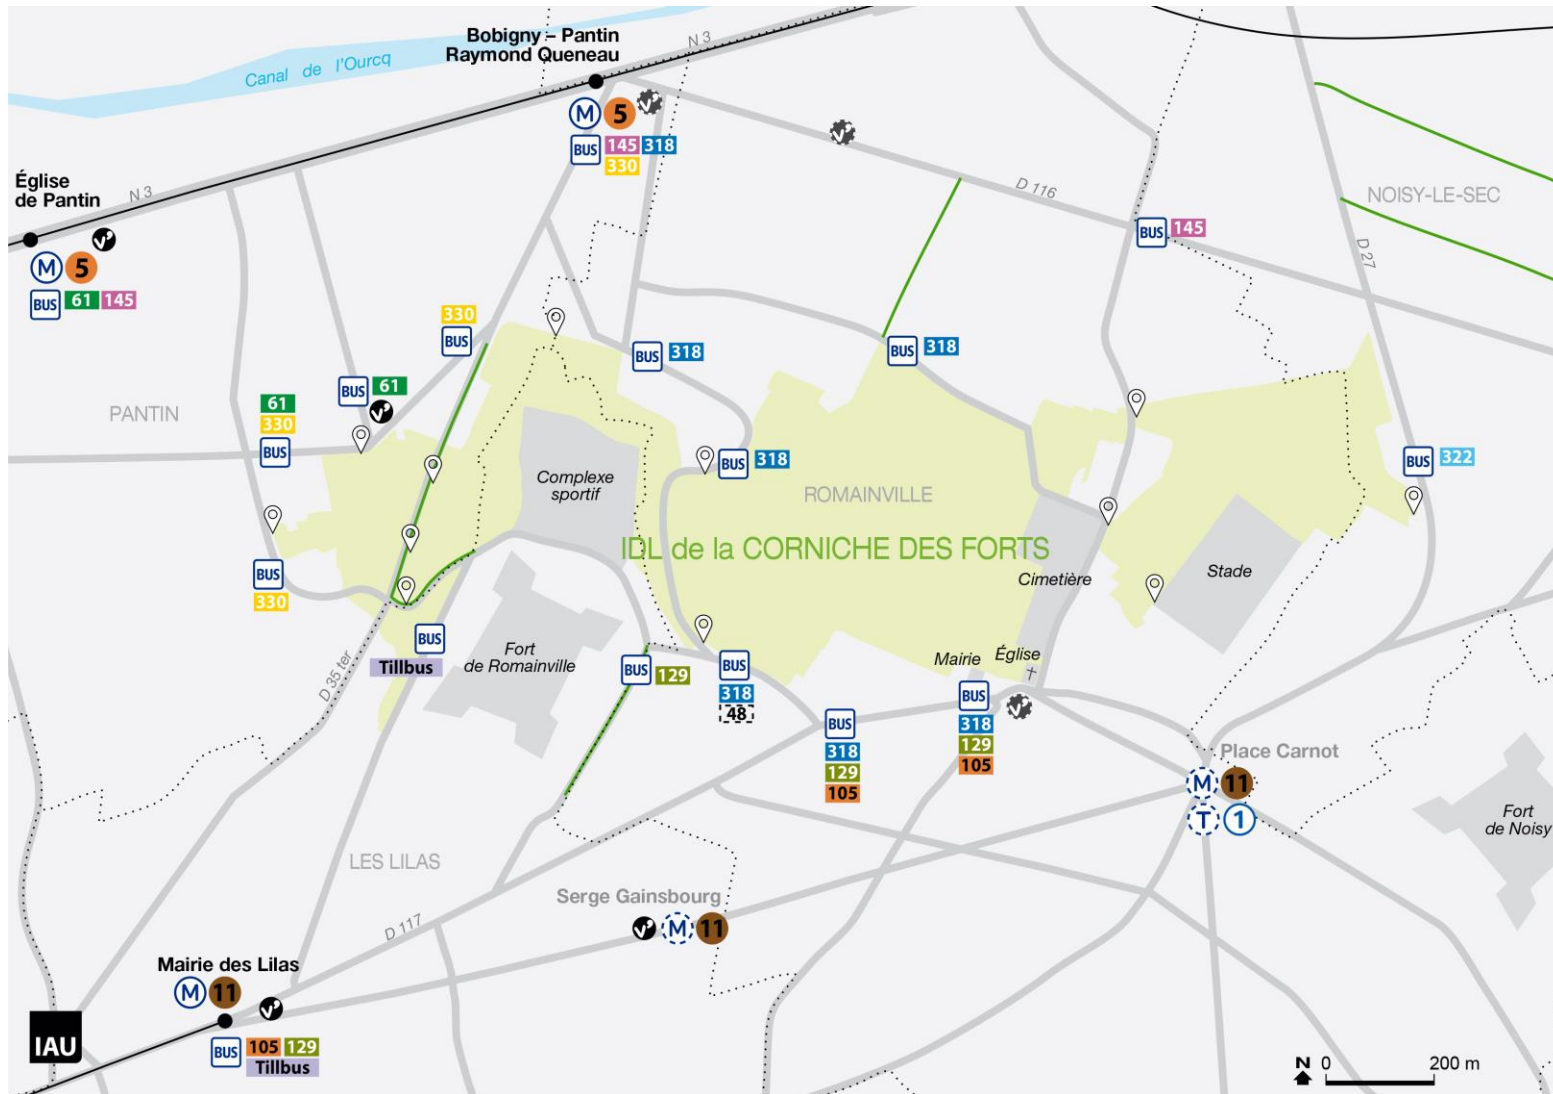 Bobigny – Pantin
Raymond Queneau
N 3
Canal de l'Ourcq
M 5
V'
V'
BUS 145 318
330
Église
de Pantin
N 3
V'
M 5
BUS 61 145
D 116
NOISY-LE-SEC
BUS 145
D 27
330
BUS
BUS 318
BUS 318
BUS 61
V'
PANTIN
61
330
BUS
BUS 318
BUS 322
Complexe
sportif
ROMAINVILLE
IDL de la CORNICHE DES FORTS
BUS
330
Cimetière
Stade
BUS
Tillbus
D 35 ter
Fort
de Romainville
BUS 129
BUS
318
48
Mairie
Église
BUS
318
129
105
BUS
318
129
105
V'
Place Carnot
M 11
T 1
Fort
de Noisy
LES LILAS
Serge Gainsbourg
V' M 11
D 117
Mairie des Lilas
M 11
V'
BUS 105 129
Tillbus
IAU
N 0 200 m